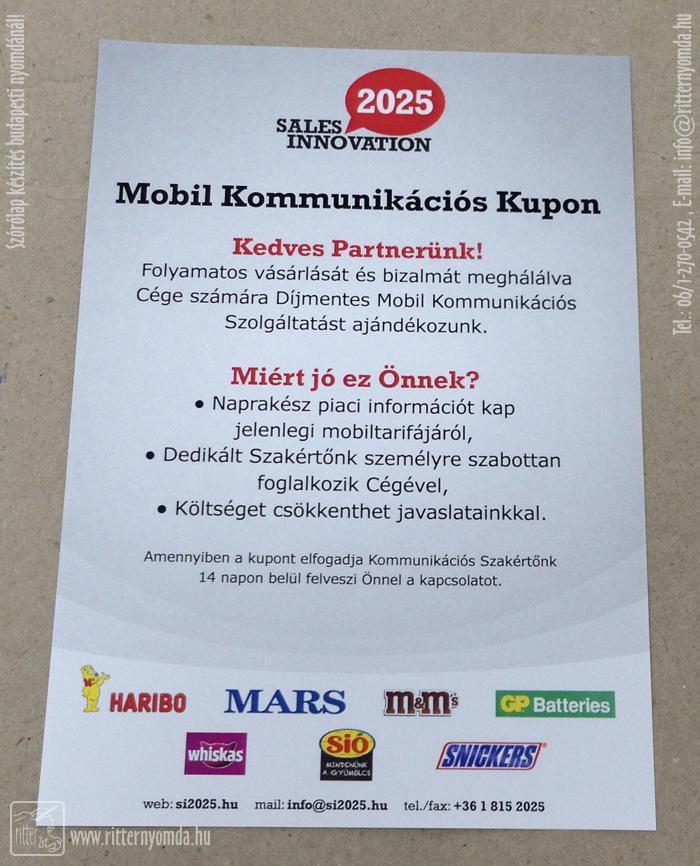 2025
SALES
INNOVATION
Mobil Kommunikációs Kupon
Kedves Partnerünk!
Folyamatos vásárlását és bizalmát meghálálva
Cége számára Díjmentes Mobil Kommunikációs
Szolgáltatást ajándékozunk.
Miért jó ez Önnek?
● Naprakész piaci információt kap
jelenlegi mobiltarifájáról,
● Dedikált Szakértőnk személyre szabottan
foglalkozik Cégével,
● Költséget csökkenthet javaslatainkkal.
Amennyiben a kupont elfogadja Kommunikációs Szakértőnk
14 napon belül felveszi Önnel a kapcsolatot.
HARIBO MARS m&m's GP Batteries
whiskas Sió SNICKERS
MINDENÜNK
A GYÜMÖLCS
web: si2025.hu mail: info@si2025.hu tel./fax: +36 1 815 2025
Szórólap készítés budapesti nyomdánál!
Tel.: 06/1-270-0542 E-mail: info@ritternyomda.hu
ritter
www.ritternyomda.hu